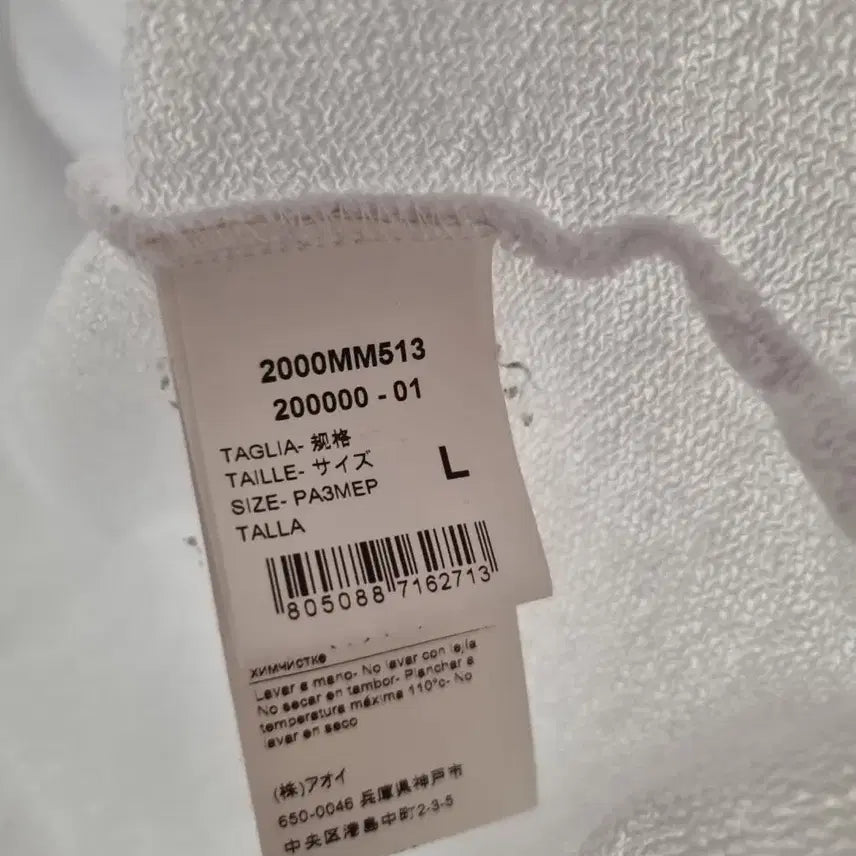 2000MM513
200000 - 01
TAGLIA- 规格
TAILLE- サイズ
SIZE- РАЗМЕР
TALLA
L
805088 7162713
химчистке
Lavar a mano- No lavar con lejía
No secar en tambor- Planchar a
temperatura máxima 110°c- No
lavar en seco
(株)アオイ
650-0046 兵庫県神戸市
中央区港島中町2-3-5